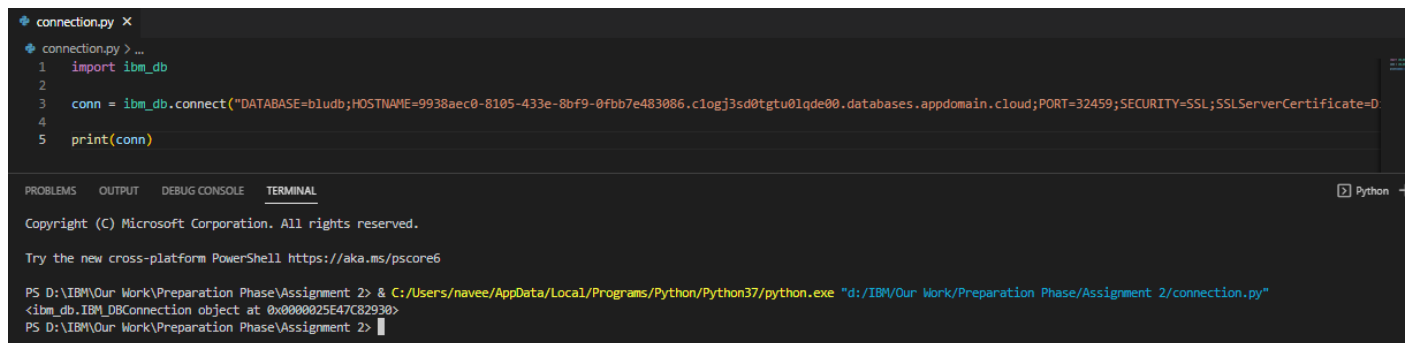 connection.py ×
connection.py > ...
1 import ibm_db
2
3 conn = ibm_db.connect("DATABASE=bludb;HOSTNAME=9938aec0-8105-433e-8bf9-0fbb7e483086.c1ogj3sd0tgtu0lqde00.databases.appdomain.cloud;PORT=32459;SECURITY=SSL;SSLServerCertificate=D
4
5 print(conn)
PROBLEMS OUTPUT DEBUG CONSOLE TERMINAL Python
Copyright (C) Microsoft Corporation. All rights reserved.
Try the new cross-platform PowerShell https://aka.ms/pscore6
PS D:\IBM\Our Work\Preparation Phase\Assignment 2> & C:/Users/navee/AppData/Local/Programs/Python/Python37/python.exe "d:/IBM/Our Work/Preparation Phase/Assignment 2/connection.py"
<ibm_db.IBM_DBConnection object at 0x0000025E47C82930>
PS D:\IBM\Our Work\Preparation Phase\Assignment 2>